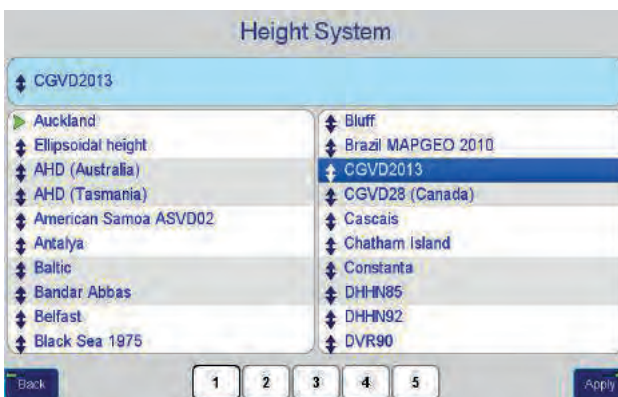 Height System
CGVD2013
Auckland
Ellipsoidal height
AHD (Australia)
AHD (Tasmania)
American Samoa ASVD02
Antalya
Baltic
Bandar Abbas
Belfast
Black Sea 1975
Bluff
Brazil MAPGEO 2010
CGVD2013
CGVD28 (Canada)
Cascais
Chatham Island
Constanta
DHHN85
DHHN92
DVR90
Back 1 2 3 4 5 Apply